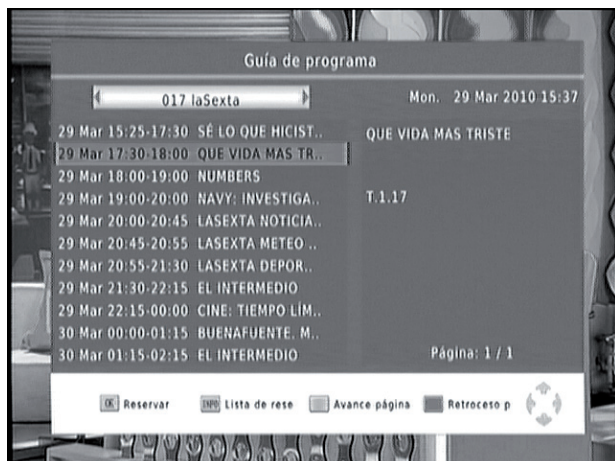 Guía de programa
017 laSexta
Mon. 29 Mar 2010 15:37
29 Mar 15:25-17:30 SÉ LO QUE HICIST..
29 Mar 17:30-18:00 QUE VIDA MAS TR..
29 Mar 18:00-19:00 NUMBERS
29 Mar 19:00-20:00 NAVY: INVESTIGA..
29 Mar 20:00-20:45 LASEXTA NOTICIA..
29 Mar 20:45-20:55 LASEXTA METEO ..
29 Mar 20:55-21:30 LASEXTA DEPOR..
29 Mar 21:30-22:15 EL INTERMEDIO
29 Mar 22:15-00:00 CINE: TIEMPO LÍM..
30 Mar 00:00-01:15 BUENAFUENTE. M..
30 Mar 01:15-02:15 EL INTERMEDIO
QUE VIDA MAS TRISTE
T.1.17
Página: 1 / 1
OK Reservar INFO Lista de rese Avance página Retroceso p